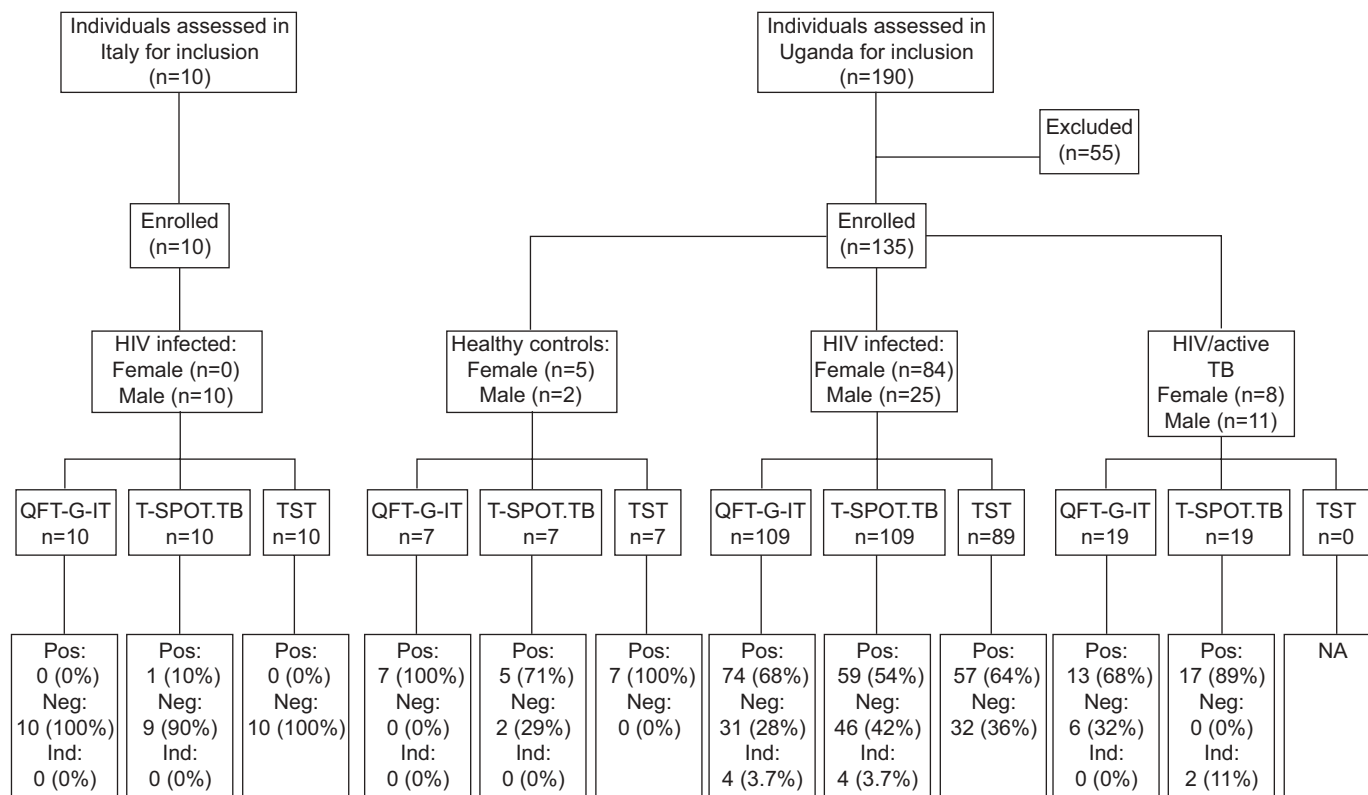 Individuals assessed in
Italy for inclusion
(n=10)
Individuals assessed in
Uganda for inclusion
(n=190)
Excluded
(n=55)
Enrolled
(n=10)
Enrolled
(n=135)
HIV infected:
Female (n=0)
Male (n=10)
Healthy controls:
Female (n=5)
Male (n=2)
HIV infected:
Female (n=84)
Male (n=25)
HIV/active
TB
Female (n=8)
Male (n=11)
QFT-G-IT
n=10
T-SPOT.TB
n=10
TST
n=10
QFT-G-IT
n=7
T-SPOT.TB
n=7
TST
n=7
QFT-G-IT
n=109
T-SPOT.TB
n=109
TST
n=89
QFT-G-IT
n=19
T-SPOT.TB
n=19
TST
n=0
Pos:
0 (0%)
Neg:
10 (100%)
Ind:
0 (0%)
Pos:
1 (10%)
Neg:
9 (90%)
Ind:
0 (0%)
Pos:
0 (0%)
Neg:
10 (100%)
Pos:
7 (100%)
Neg:
0 (0%)
Ind:
0 (0%)
Pos:
5 (71%)
Neg:
2 (29%)
Ind:
0 (0%)
Pos:
7 (100%)
Neg:
0 (0%)
Pos:
74 (68%)
Neg:
31 (28%)
Ind:
4 (3.7%)
Pos:
59 (54%)
Neg:
46 (42%)
Ind:
4 (3.7%)
Pos:
57 (64%)
Neg:
32 (36%)
Pos:
13 (68%)
Neg:
6 (32%)
Ind:
0 (0%)
Pos:
17 (89%)
Neg:
0 (0%)
Ind:
2 (11%)
NA